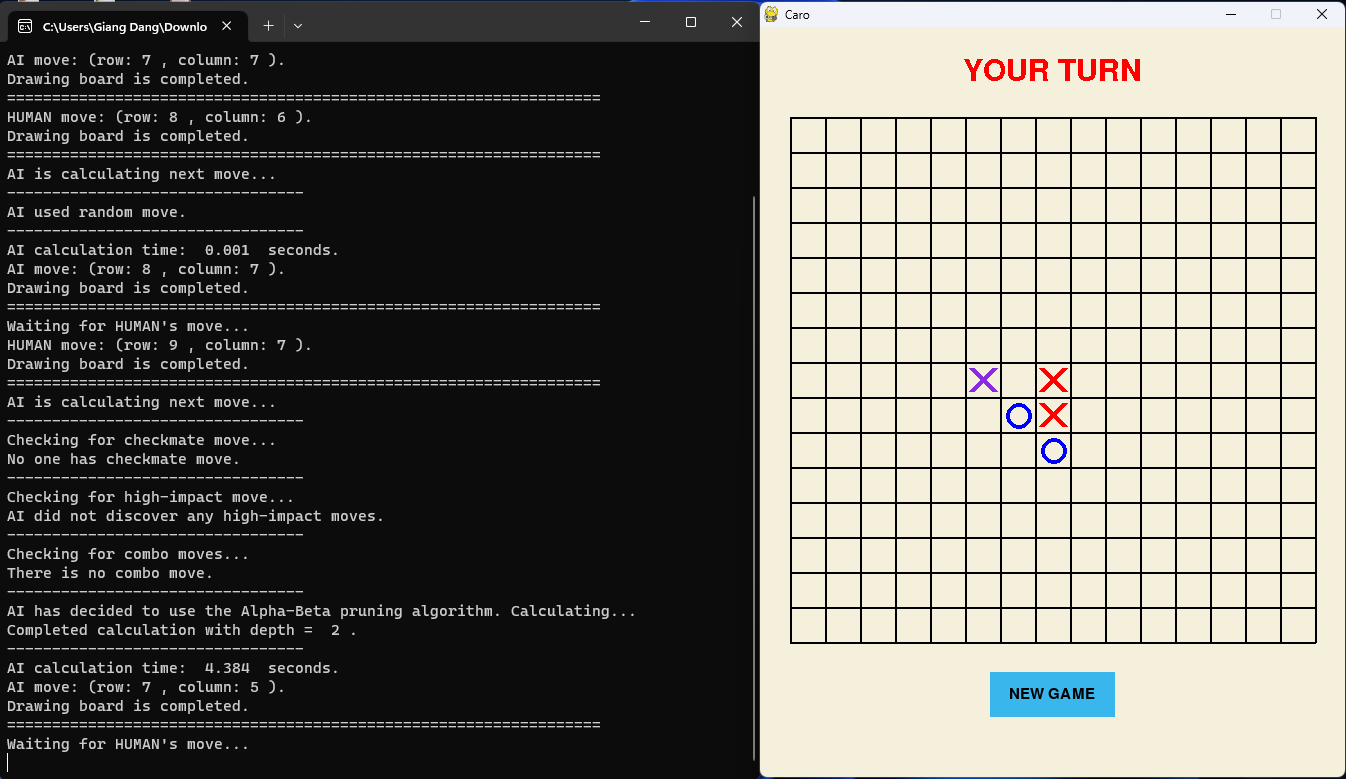 C:\Users\Giang Dang\Downlo
AI move: (row: 7 , column: 7 ).
Drawing board is completed.
==================================================================
HUMAN move: (row: 8 , column: 6 ).
Drawing board is completed.
==================================================================
AI is calculating next move...
---------------------------------
AI used random move.
---------------------------------
AI calculation time:  0.001  seconds.
AI move: (row: 8 , column: 7 ).
Drawing board is completed.
==================================================================
Waiting for HUMAN's move...
HUMAN move: (row: 9 , column: 7 ).
Drawing board is completed.
==================================================================
AI is calculating next move...
---------------------------------
Checking for checkmate move...
No one has checkmate move.
---------------------------------
Checking for high-impact move...
AI did not discover any high-impact moves.
---------------------------------
Checking for combo moves...
There is no combo move.
---------------------------------
AI has decided to use the Alpha-Beta pruning algorithm. Calculating...
Completed calculation with depth =  2 .
---------------------------------
AI calculation time:  4.384  seconds.
AI move: (row: 7 , column: 5 ).
Drawing board is completed.
==================================================================
Waiting for HUMAN's move...
Caro
YOUR TURN
NEW GAME